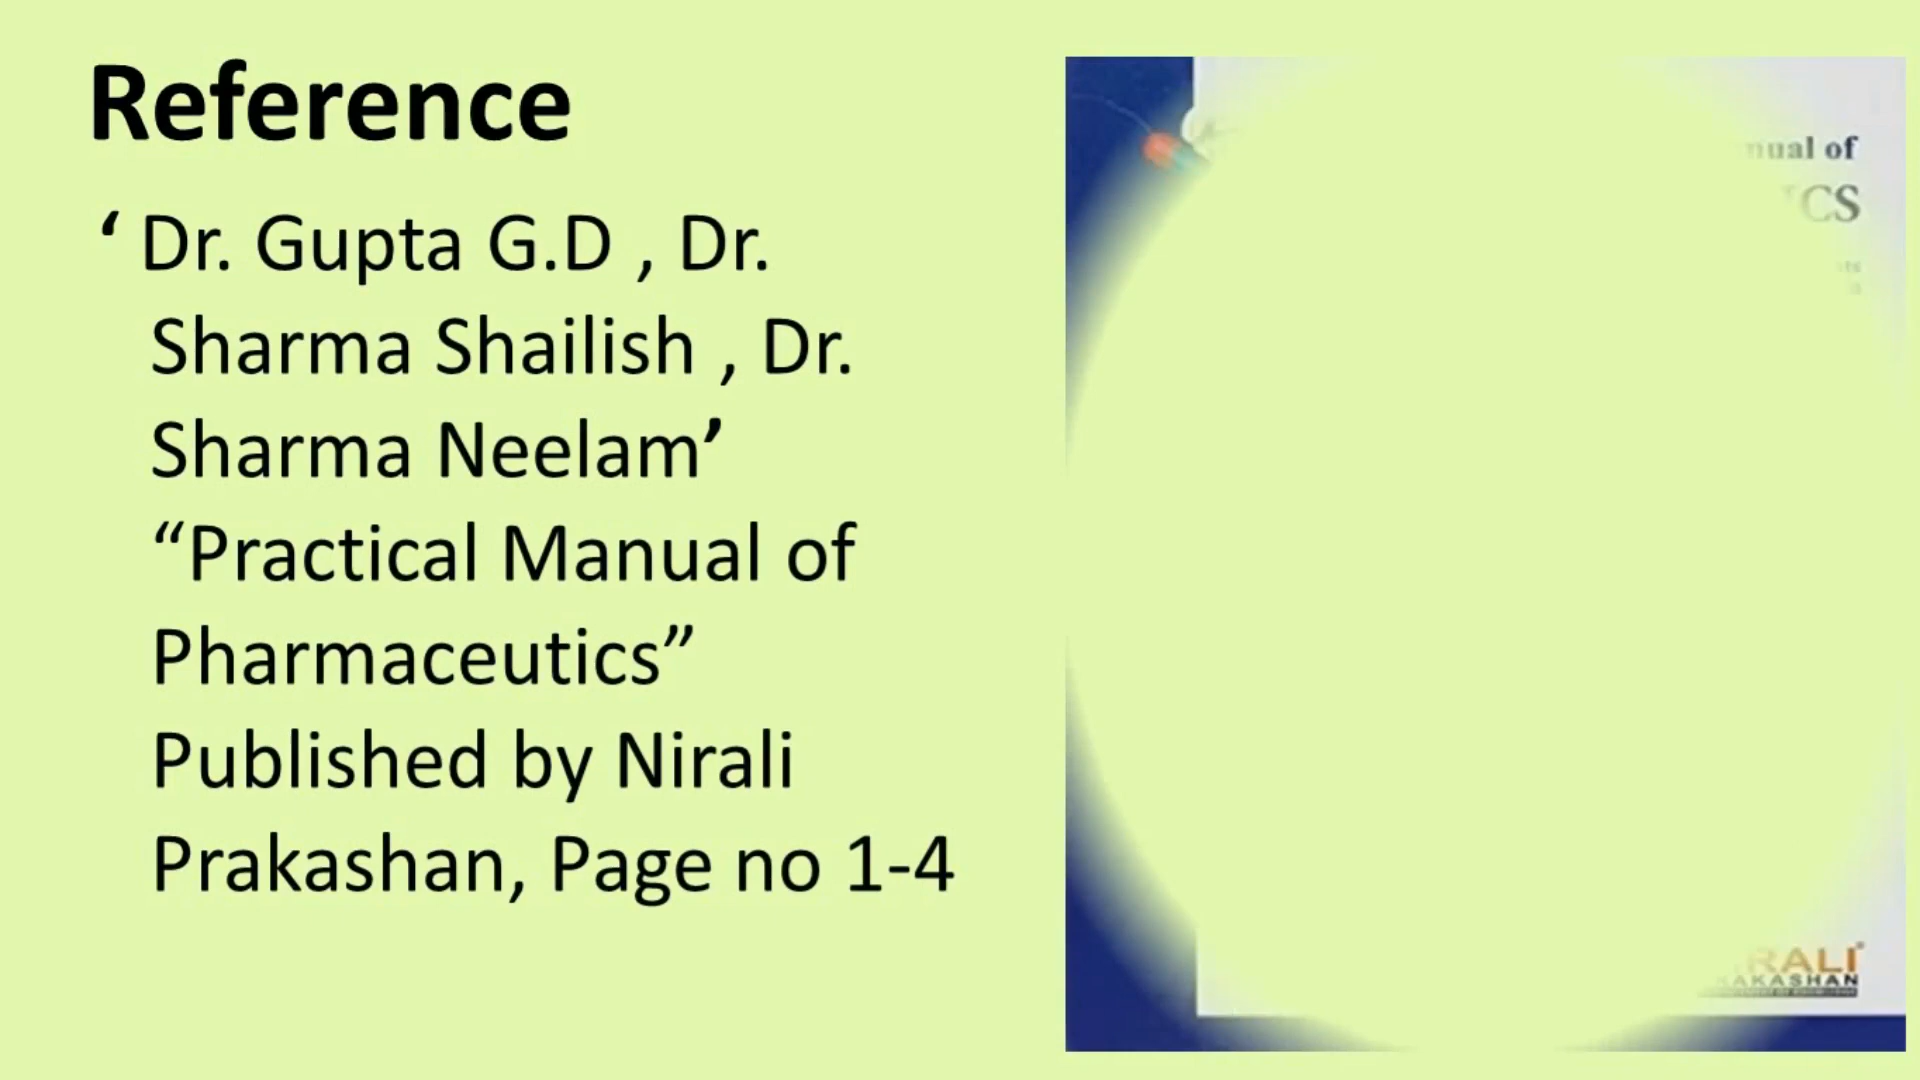 Reference
‘ Dr. Gupta G.D , Dr.
Sharma Shailish , Dr.
Sharma Neelam’
“Practical Manual of
Pharmaceutics”
Published by Nirali
Prakashan, Page no 1-4
of